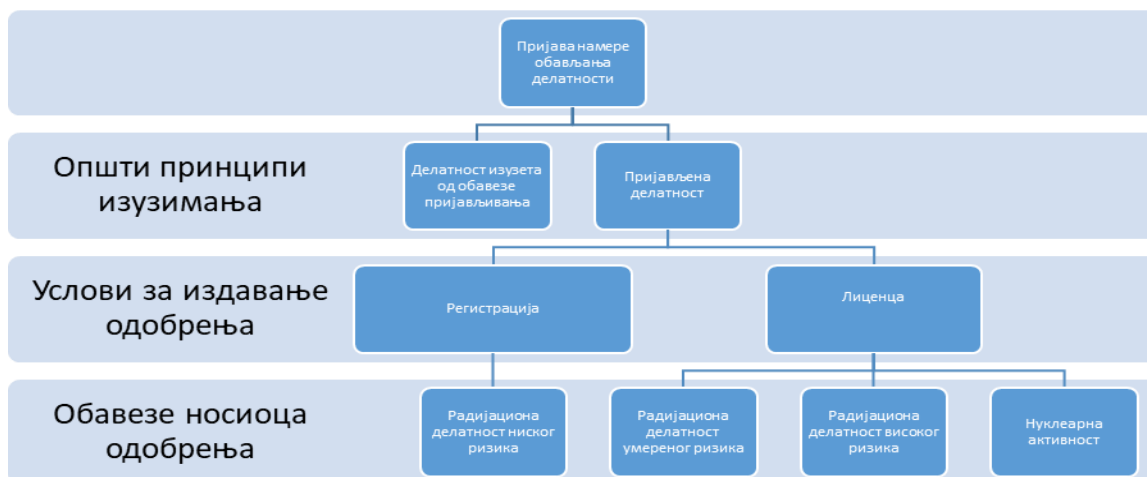 Пријава намере
обављања
делатности
Општи принципи
изузимања
Делатност изузета
од обавезе
пријављивања
Пријављена
делатност
Услови за издавање
одобрења
Регистрација
Лиценца
Обавезе носиоца
одобрења
Радијациона
делатност ниског
ризика
Радијациона
делатност
умереног ризика
Радијациона
делатност високог
ризика
Нуклеарна
активност